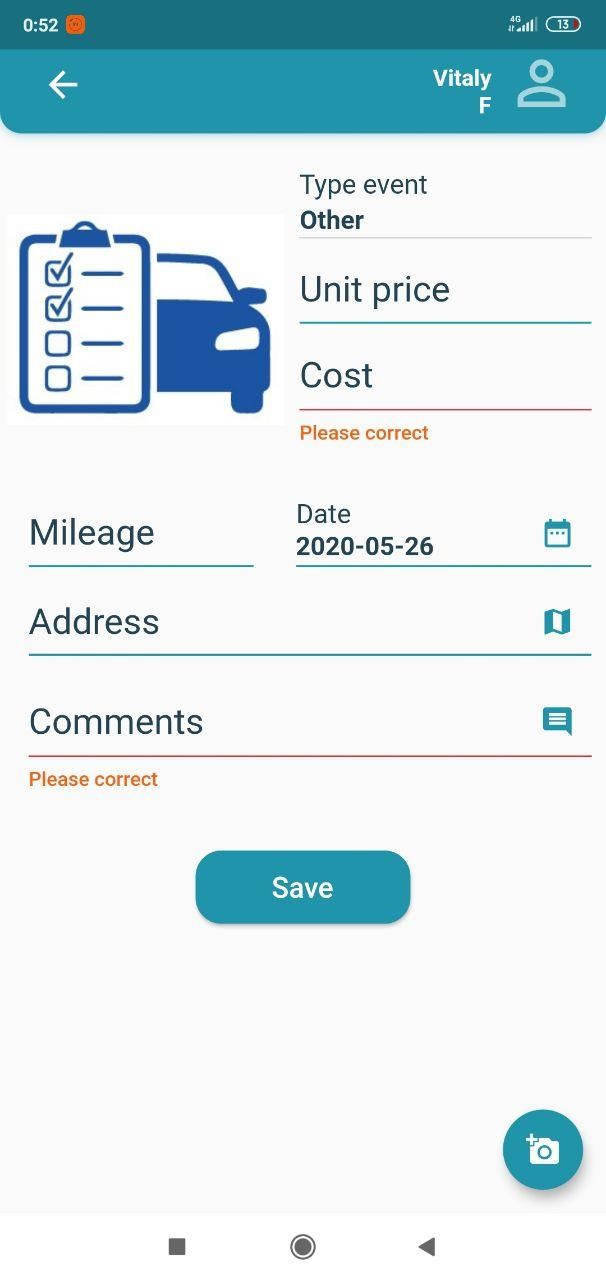 0:52
4G
13
Vitaly
F
Type event
Other
Unit price
Cost
Please correct
Mileage
Date
2020-05-26
Address
Comments
Please correct
Save